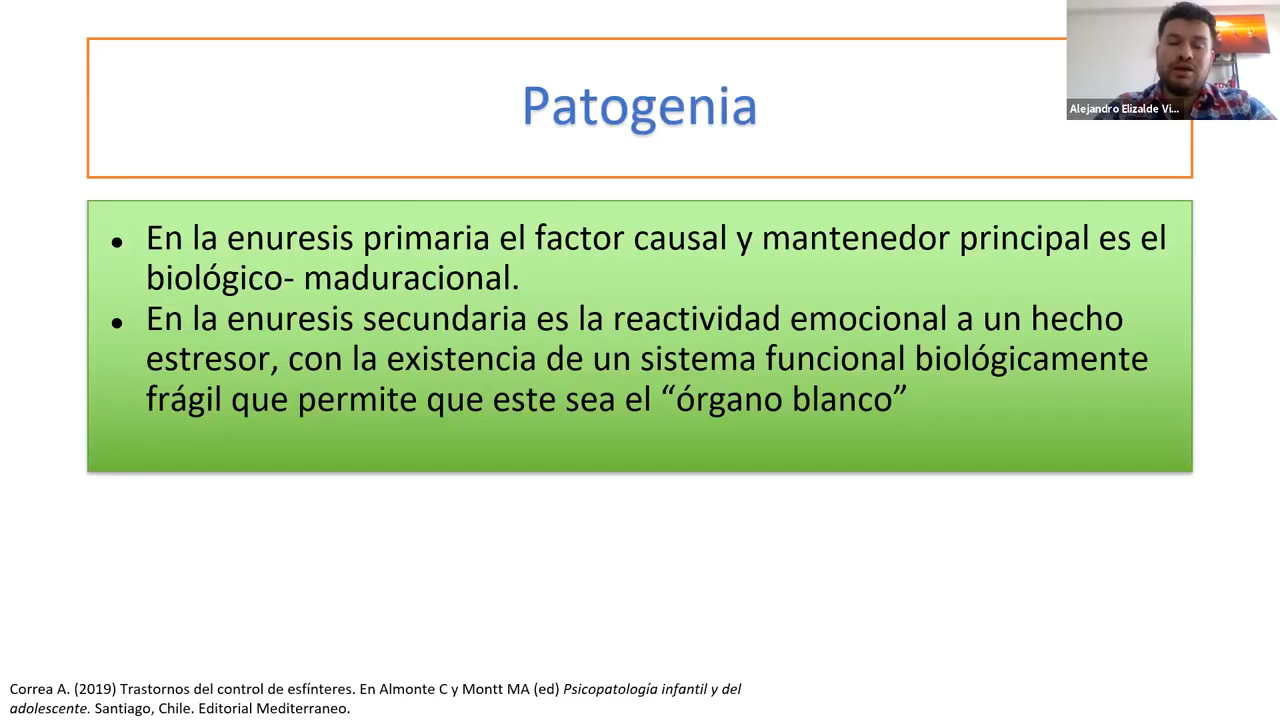 Patogenia
Alejandro Elizalde Vi...
• En la enuresis primaria el factor causal y mantenedor principal es el
biológico- maduracional.
• En la enuresis secundaria es la reactividad emocional a un hecho
estresor, con la existencia de un sistema funcional biológicamente
frágil que permite que este sea el “órgano blanco”
Correa A. (2019) Trastornos del control de esfínteres. En Almonte C y Montt MA (ed) Psicopatología infantil y del
adolescente. Santiago, Chile. Editorial Mediterraneo.